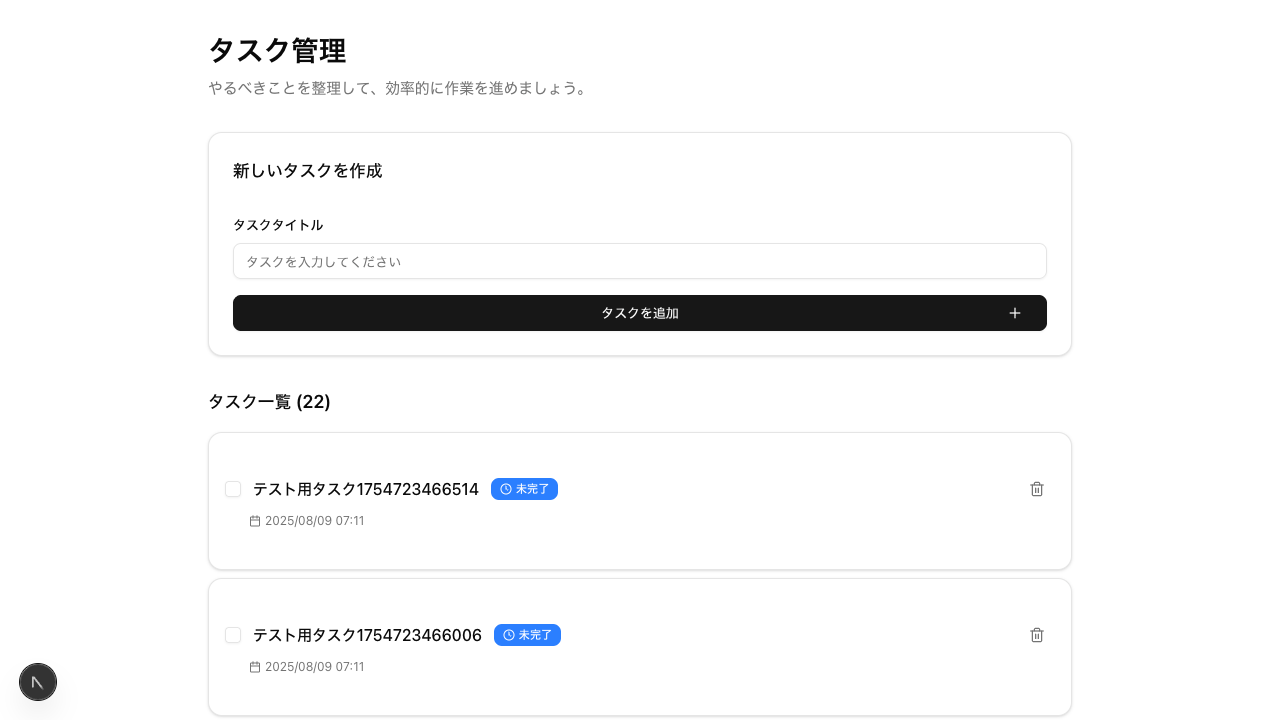 タスク管理
やるべきことを整理して、効率的に作業を進めましょう。
新しいタスクを作成
タスクタイトル
タスクを入力してください
タスクを追加
タスク一覧 (22)
テスト用タスク1754723466514 未完了
2025/08/09 07:11
テスト用タスク1754723466006 未完了
2025/08/09 07:11